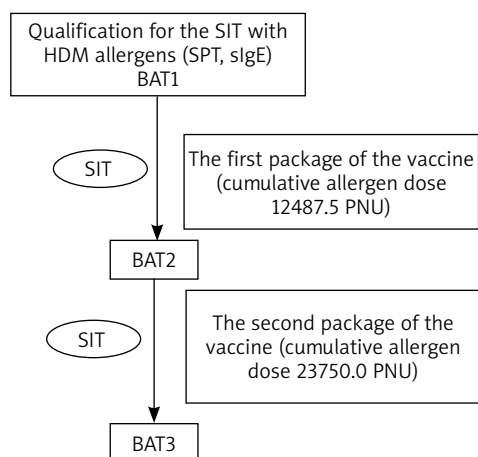 Qualification for the SIT with
HDM allergens (SPT, sIgE)
BAT1
SIT
The first package of the vaccine
(cumulative allergen dose
12487.5 PNU)
BAT2
SIT
The second package of the
vaccine (cumulative allergen
dose 23750.0 PNU)
BAT3